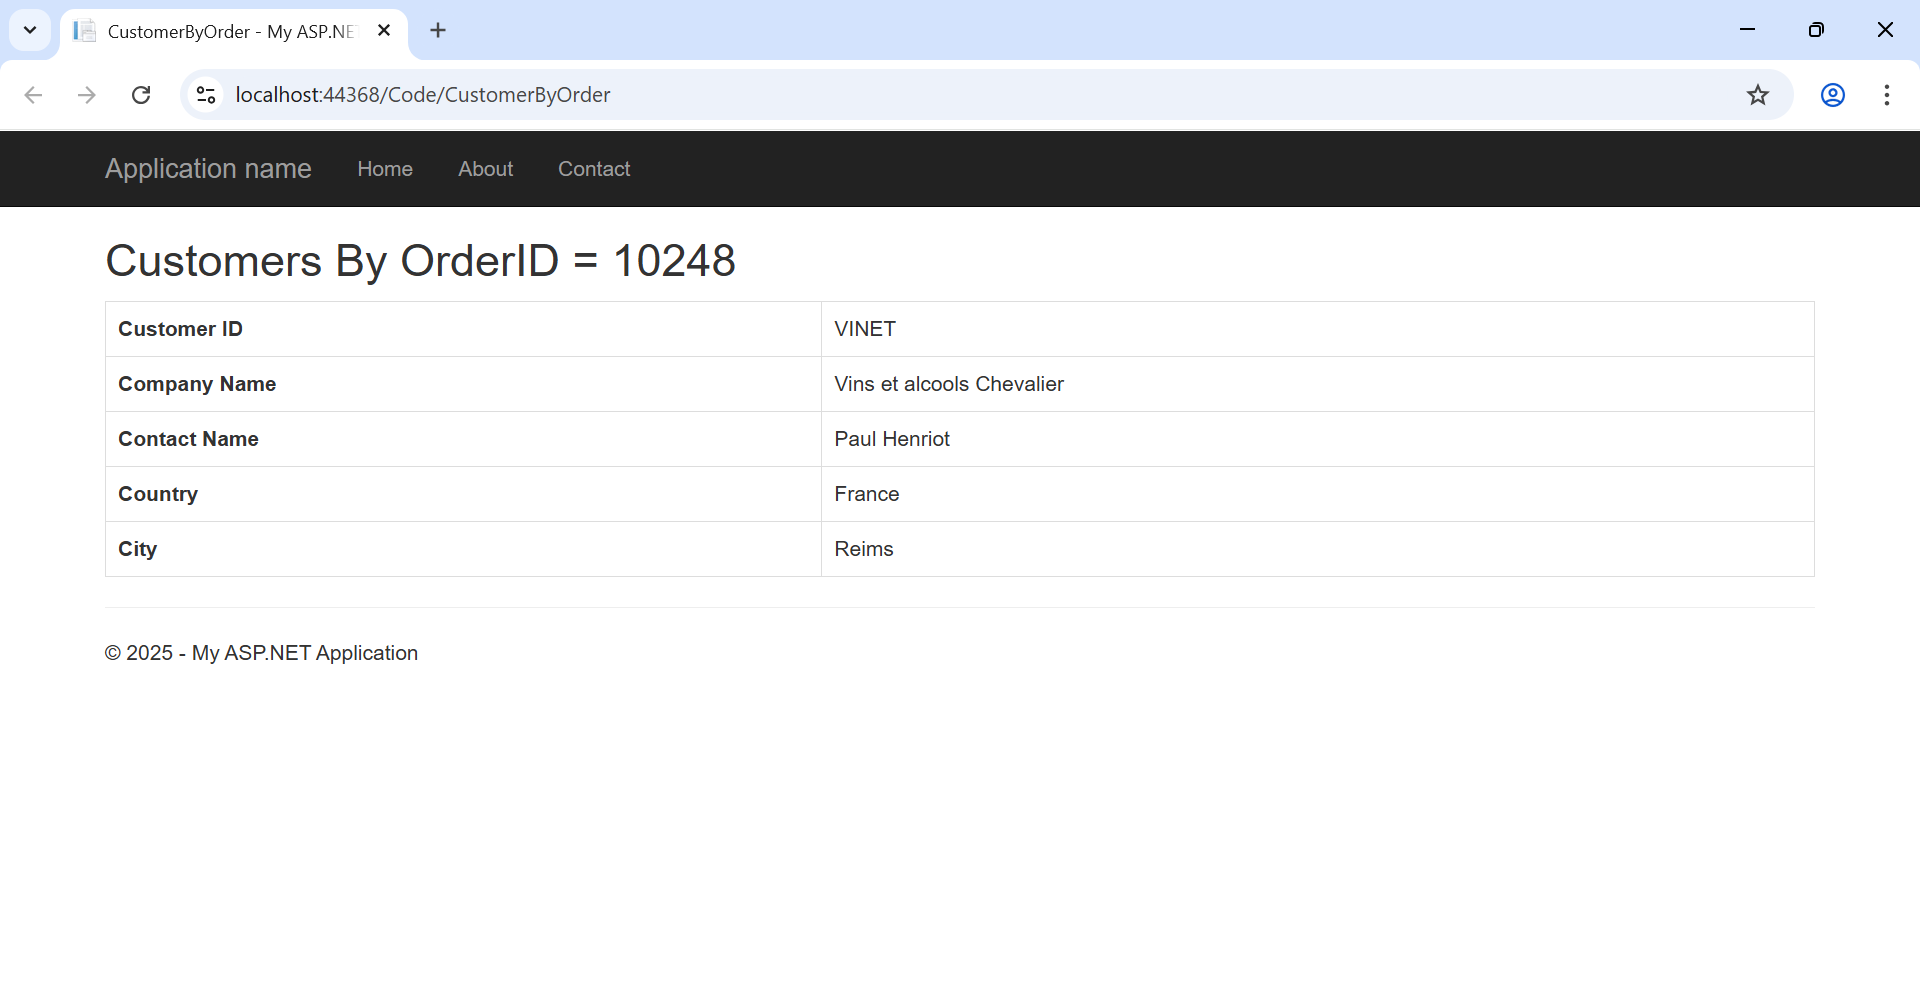 CustomerByOrder - My ASP.NE
localhost:44368/Code/CustomerByOrder
Application name Home About Contact
Customers By OrderID = 10248
Customer ID VINET
Company Name Vins et alcools Chevalier
Contact Name Paul Henriot
Country France
City Reims
© 2025 - My ASP.NET Application